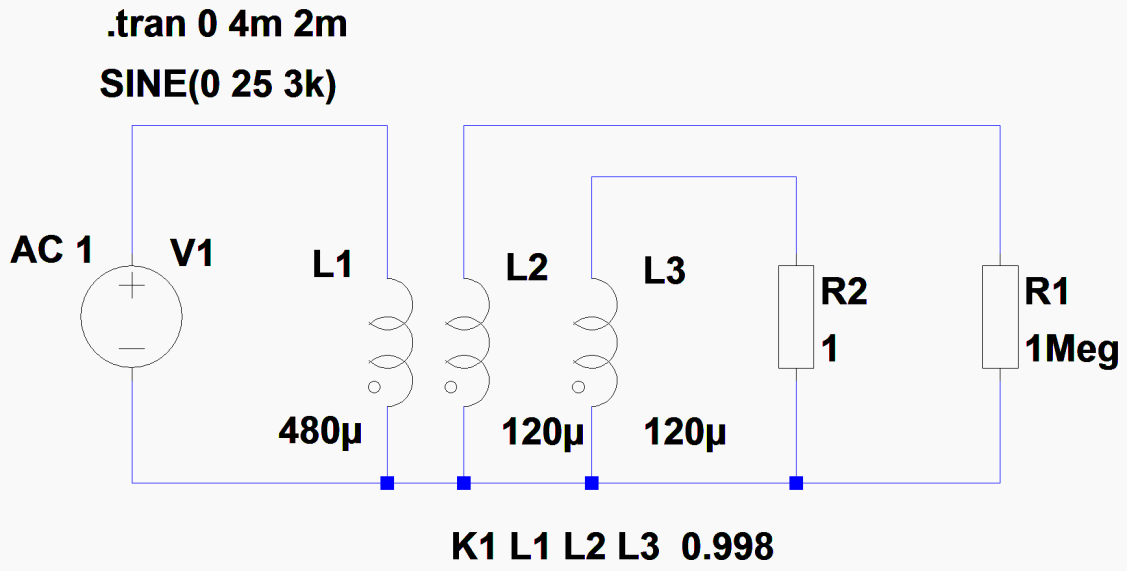 .tran 0 4m 2m
SINE(0 25 3k)
AC 1
V1
L1
L2
L3
R2
R1
1
1Meg
480µ
120µ
120µ
K1 L1 L2 L3 0.998